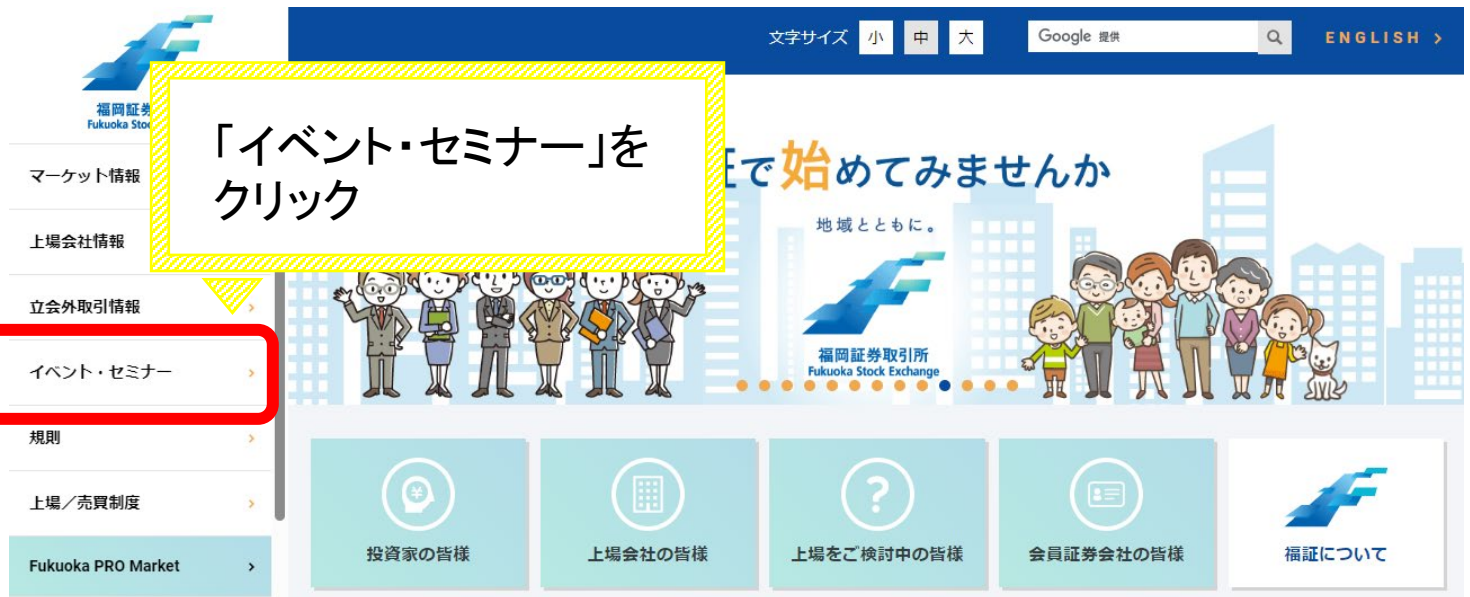 文字サイズ 小 中 大
Google 提供
ENGLISH >
福岡証券
Fukuoka Stoc
「イベント・セミナー」を
クリック
で始めてみませんか
地域とともに。
福岡証券取引所
Fukuoka Stock Exchange
マーケット情報
上場会社情報
立会外取引情報
イベント・セミナー
規則
上場／売買制度
Fukuoka PRO Market
投資家の皆様
上場会社の皆様
上場をご検討中の皆様
会員証券会社の皆様
福証について